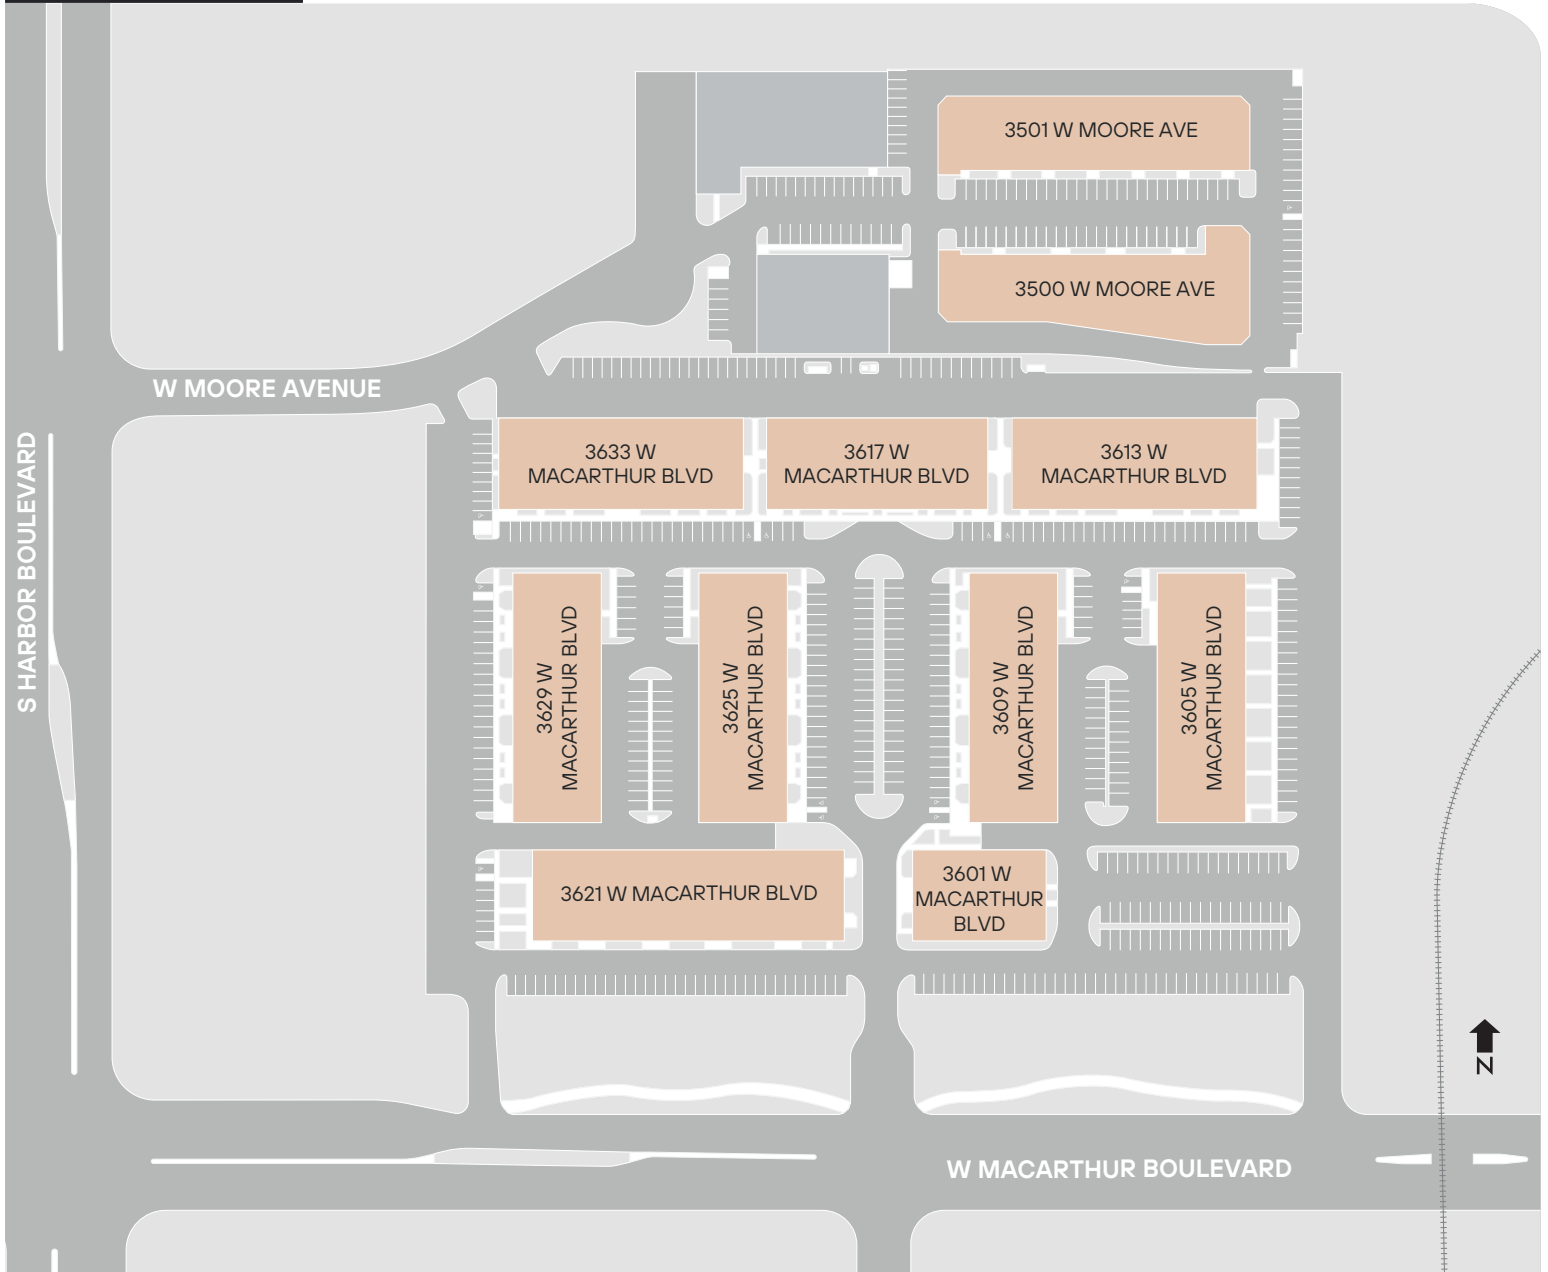 3501 W MOORE AVE
3500 W MOORE AVE
W MOORE AVENUE
S HARBOR BOULEVARD
3633 W
MACARTHUR BLVD
3617 W
MACARTHUR BLVD
3613 W
MACARTHUR BLVD
3629 W
MACARTHUR BLVD
3625 W
MACARTHUR BLVD
3609 W
MACARTHUR BLVD
3605 W
MACARTHUR BLVD
3621 W MACARTHUR BLVD
3601 W
MACARTHUR
BLVD
N
W MACARTHUR BOULEVARD